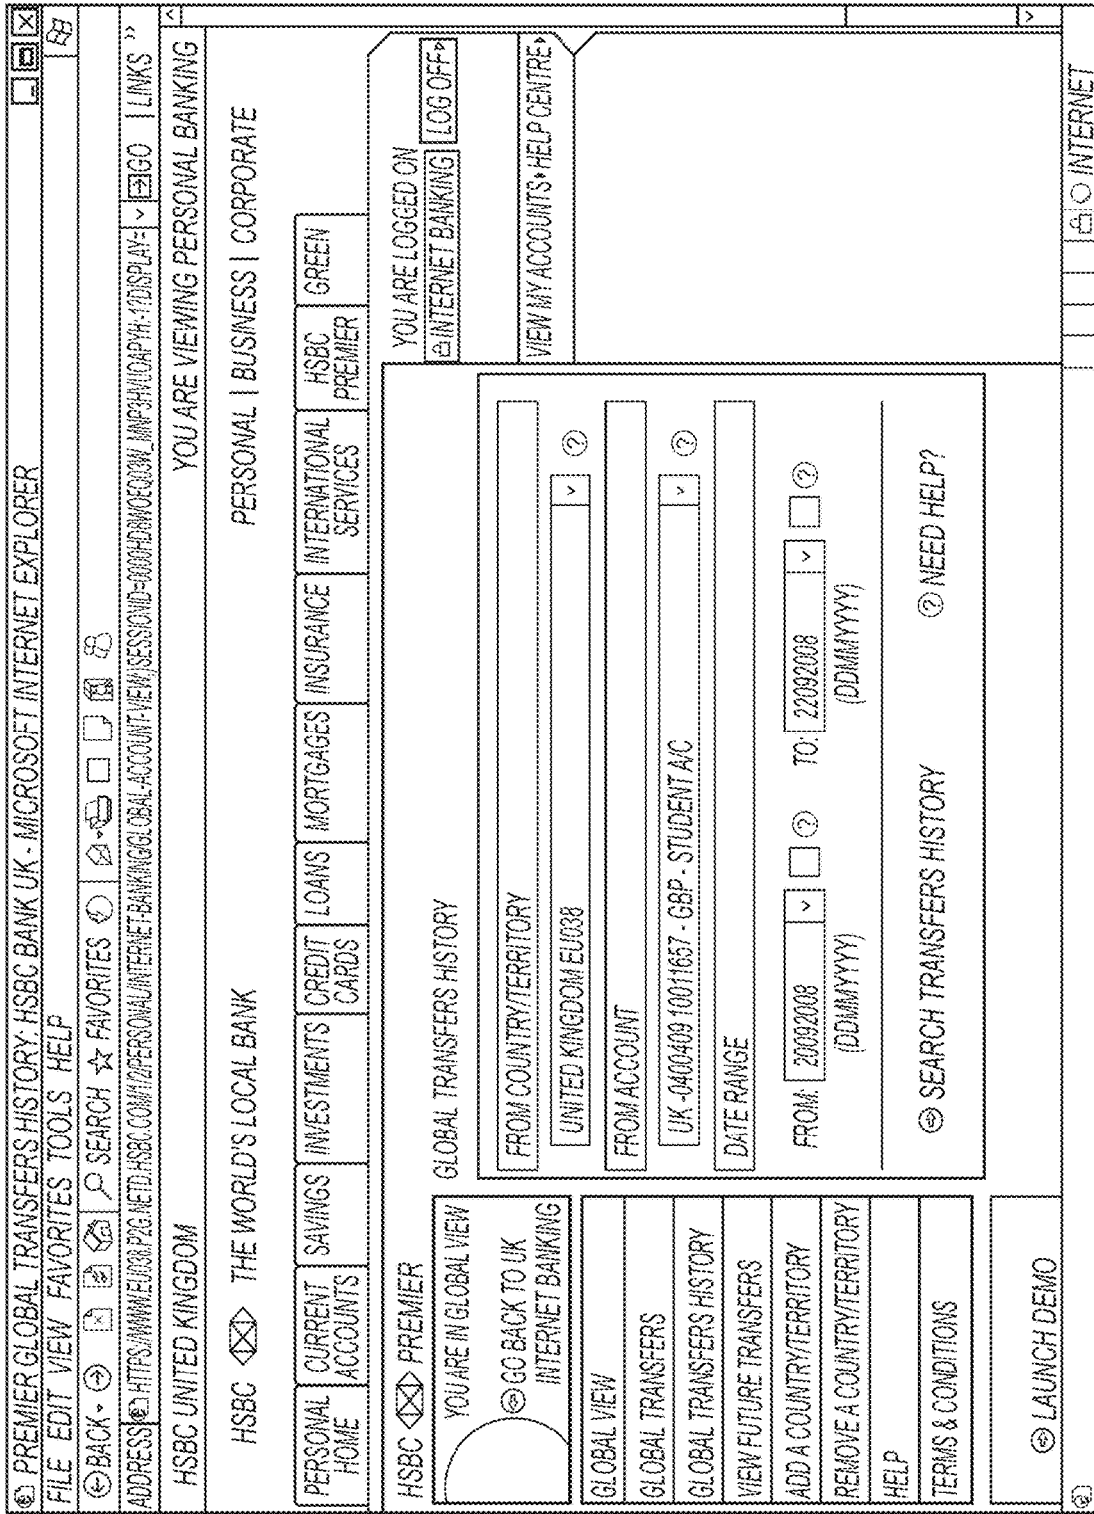 PREMIER GLOBAL TRANSFERS HISTORY: HSBC BANK UK - MICROSOFT INTERNET EXPLORER
FILE EDIT VIEW FAVORITES TOOLS HELP
BACK SEARCH FAVORITES
ADDRESS GO LINKS »
HSBC UNITED KINGDOM YOU ARE VIEWING PERSONAL BANKING
HSBC THE WORLD'S LOCAL BANK PERSONAL | BUSINESS | CORPORATE
PERSONAL HOME
CURRENT ACCOUNTS
SAVINGS
INVESTMENTS
CREDIT CARDS
LOANS
MORTGAGES
INSURANCE
INTERNATIONAL SERVICES
HSBC PREMIER
GREEN
HSBC PREMIER
YOU ARE IN GLOBAL VIEW
GO BACK TO UK
INTERNET BANKING
GLOBAL VIEW
GLOBAL TRANSFERS
GLOBAL TRANSFERS HISTORY
VIEW FUTURE TRANSFERS
ADD A COUNTRY/TERRITORY
REMOVE A COUNTRY/TERRITORY
HELP
TERMS & CONDITIONS
LAUNCH DEMO
GLOBAL TRANSFERS HISTORY
FROM COUNTRY/TERRITORY
UNITED KINGDOM EU038 ?
FROM ACCOUNT
UK -0400409 10011657 - GBP - STUDENT A/C ?
DATE RANGE
FROM: 20092008 ? TO: 22092008 ?
(DDMMYYYY) (DDMMYYYY)
SEARCH TRANSFERS HISTORY ? NEED HELP?
YOU ARE LOGGED ON
INTERNET BANKING LOG OFF
VIEW MY ACCOUNTS HELP CENTRE
INTERNET